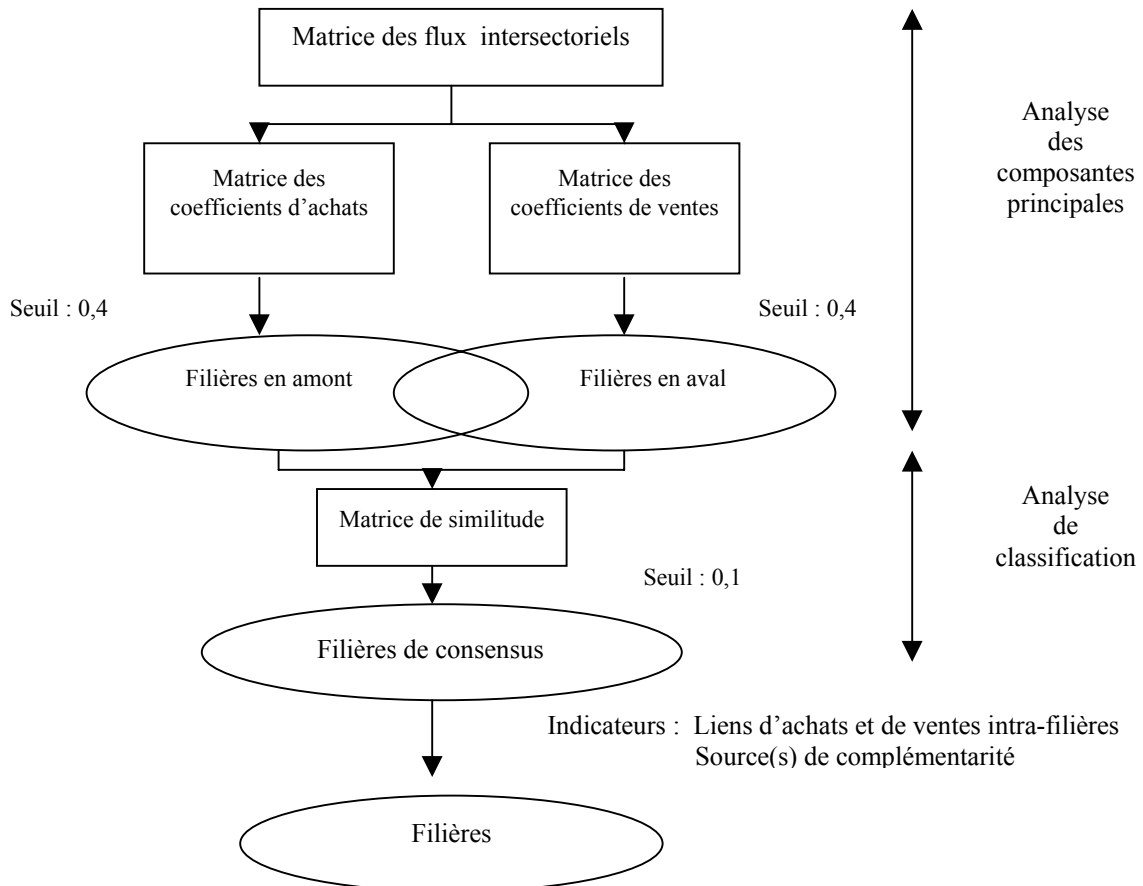 Matrice des flux intersectoriels
Analyse
des
composantes
principales
Matrice des
coefficients d'achats
Matrice des
coefficients de ventes
Seuil : 0,4
Seuil : 0,4
Filières en amont
Filières en aval
Matrice de similitude
Analyse
de
classification
Seuil : 0,1
Filières de consensus
Indicateurs : Liens d'achats et de ventes intra-filières
Source(s) de complémentarité
Filières